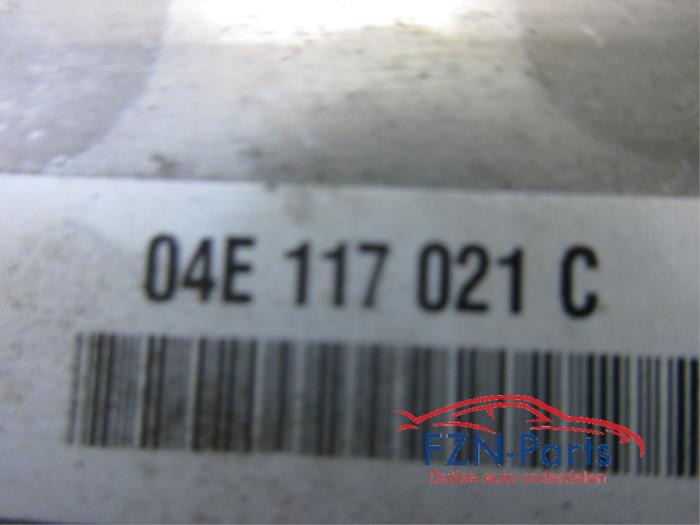 04E 117 021 C
FZN-Parts
Duitse auto onderdelen